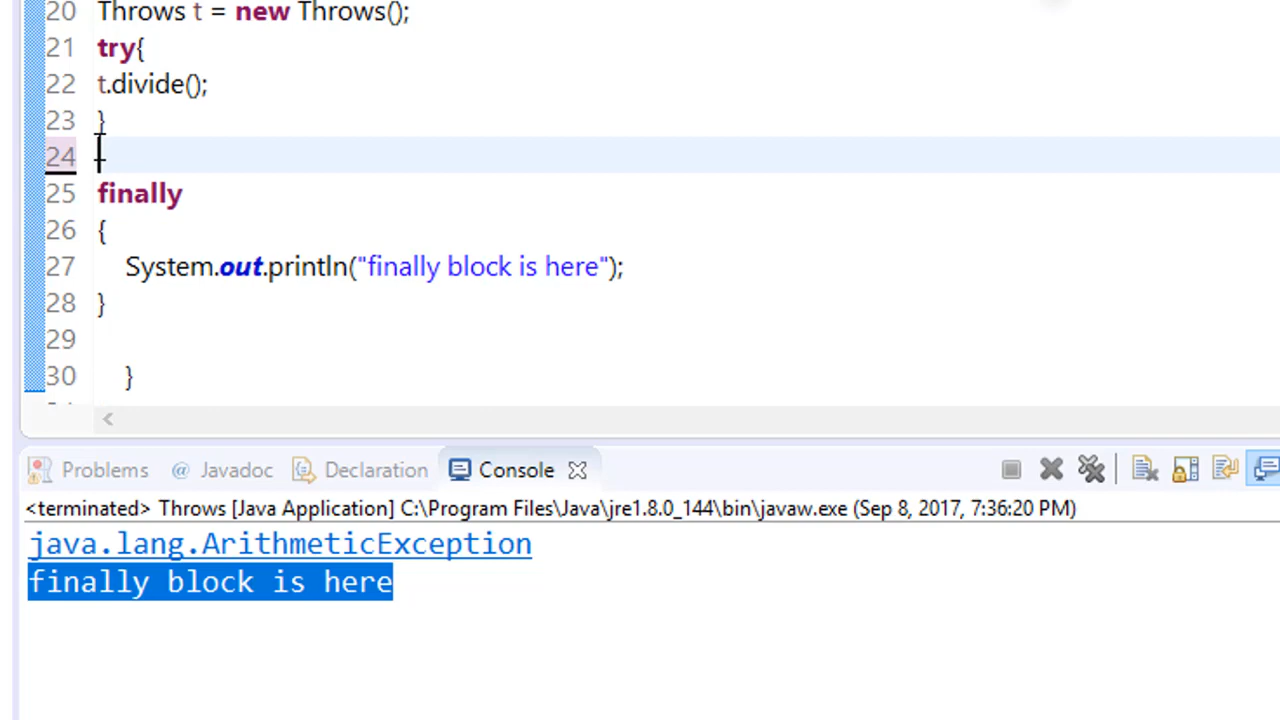 20 Throws t = new Throws();
21 try{
22 t.divide();
23 }
24
25 finally
26 {
27 System.out.println("finally block is here");
28 }
29
30 }
Problems @ Javadoc Declaration Console
<terminated> Throws [Java Application] C:\Program Files\Java\jre1.8.0_144\bin\javaw.exe (Sep 8, 2017, 7:36:20 PM)
java.lang.ArithmeticException
finally block is here